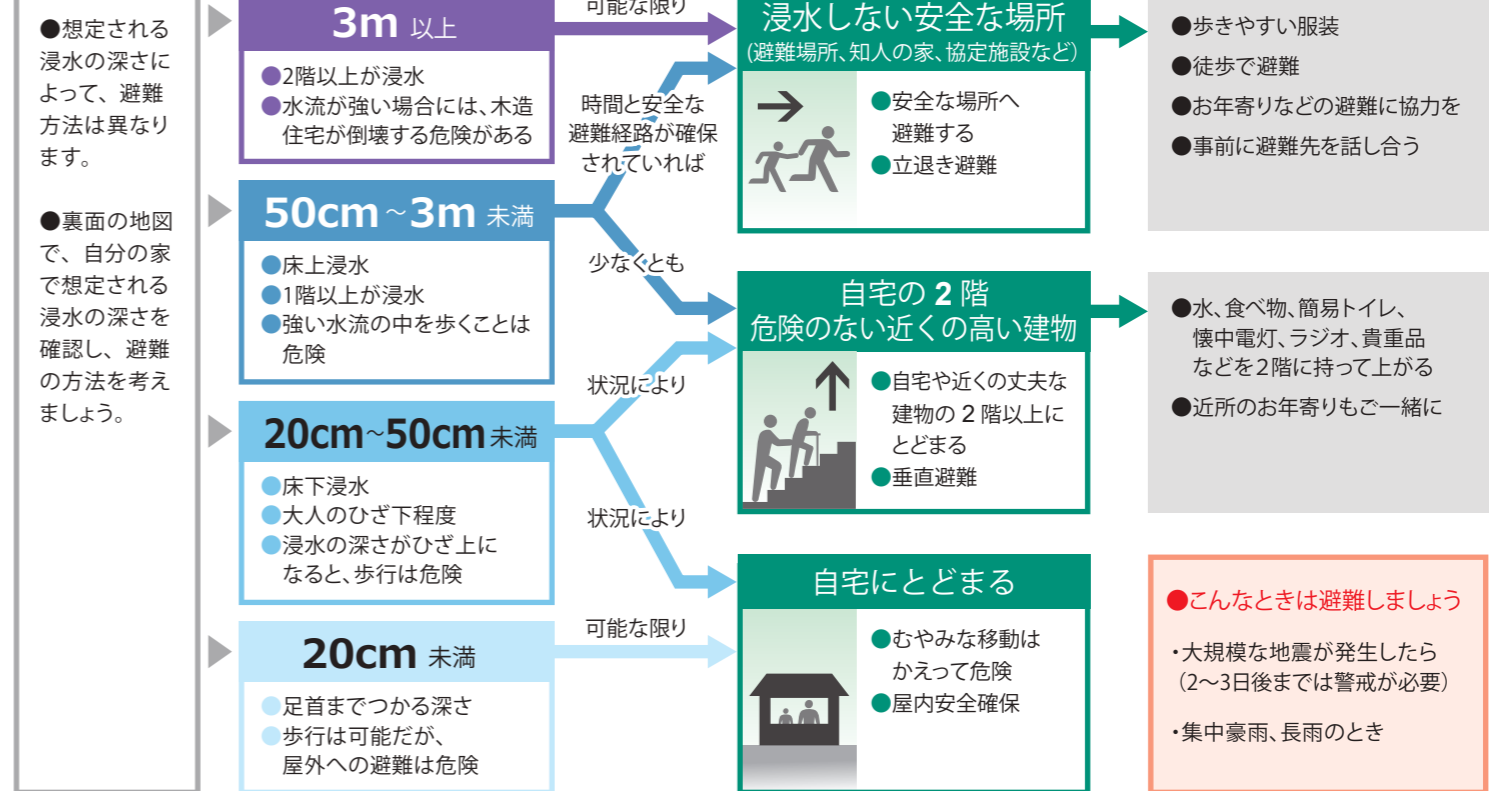 ●想定される
浸水の深さに
よって、避難
方法は異なり
ます。
●裏面の地図
で、自分の家
で想定される
浸水の深さを
確認し、避難
の方法を考え
ましょう。
3m 以上
●2階以上が浸水
●水流が強い場合には、木造
住宅が倒壊する危険がある
50cm~3m 未満
●床上浸水
●1階以上が浸水
●強い水流の中を歩くことは
危険
20cm~50cm未満
●床下浸水
●大人のひざ下程度
●浸水の深さがひざ上に
なると、歩行は危険
20cm 未満
●足首までつかる深さ
●歩行は可能だが、
屋外への避難は危険
可能な限り
時間と安全な
避難経路が確保
されていれば
少なくとも
状況により
状況により
可能な限り
浸水しない安全な場所
(避難場所、知人の家、協定施設など)
●安全な場所へ
避難する
●立退き避難
自宅の 2 階
危険のない近くの高い建物
●自宅や近くの丈夫な
建物の 2 階以上に
とどまる
●垂直避難
自宅にとどまる
●むやみな移動は
かえって危険
●屋内安全確保
●歩きやすい服装
●徒歩で避難
●お年寄りなどの避難に協力を
●事前に避難先を話し合う
●水、食べ物、簡易トイレ、
懐中電灯、ラジオ、貴重品
などを2階に持って上がる
●近所のお年寄りもご一緒に
●こんなときは避難しましょう
・大規模な地震が発生したら
（2～3日後までは警戒が必要）
・集中豪雨、長雨のとき